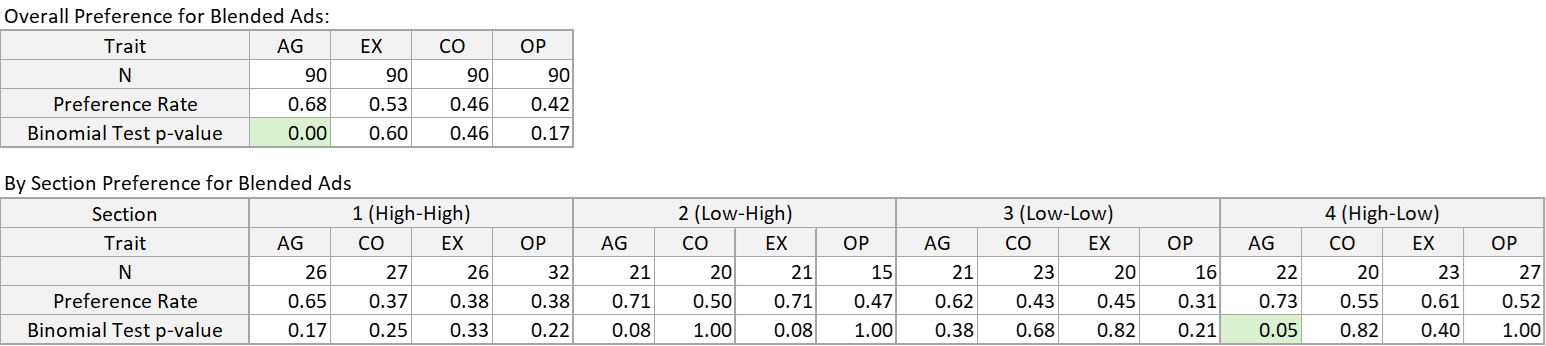 Overall Preference for Blended Ads:
Trait AG EX CO OP
N 90 90 90 90
Preference Rate 0.68 0.53 0.46 0.42
Binomial Test p-value 0.00 0.60 0.46 0.17
By Section Preference for Blended Ads
Section 1 (High-High) 2 (Low-High) 3 (Low-Low) 4 (High-Low)
Trait AG CO EX OP AG CO EX OP AG CO EX OP AG CO EX OP
N 26 27 26 32 21 20 21 15 21 23 20 16 22 20 23 27
Preference Rate 0.65 0.37 0.38 0.38 0.71 0.50 0.71 0.47 0.62 0.43 0.45 0.31 0.73 0.55 0.61 0.52
Binomial Test p-value 0.17 0.25 0.33 0.22 0.08 1.00 0.08 1.00 0.38 0.68 0.82 0.21 0.05 0.82 0.40 1.00